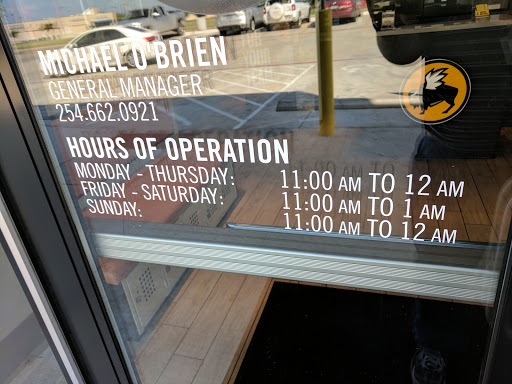 MICHAEL O'BRIEN
GENERAL MANAGER
254.662.0921
HOURS OF OPERATION
MONDAY - THURSDAY: 11:00 AM TO 12 AM
FRIDAY - SATURDAY: 11:00 AM TO 1 AM
SUNDAY: 11:00 AM TO 12 AM